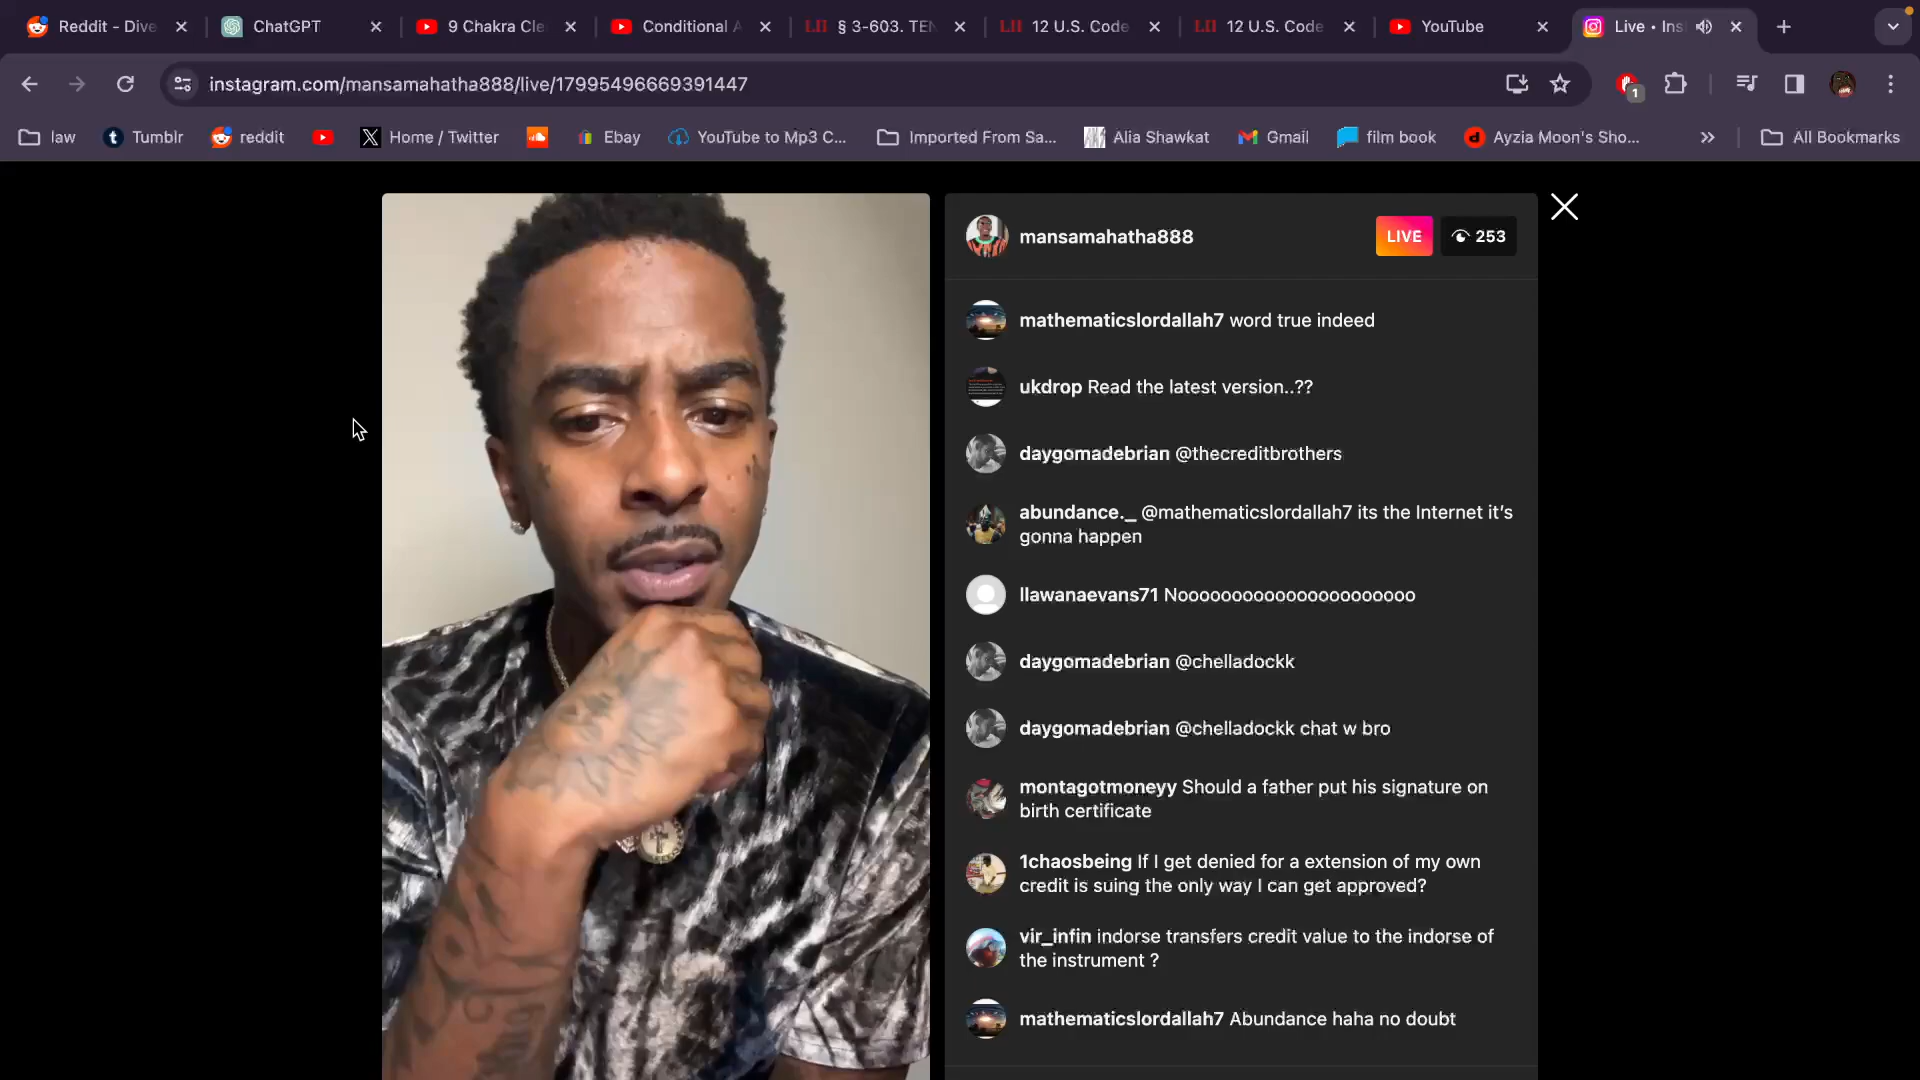 Reddit - Dive
ChatGPT
9 Chakra Cle
Conditional A
LII § 3-603. TEN
LII 12 U.S. Code
LII 12 U.S. Code
YouTube
Live • Ins
instagram.com/mansamahatha888/live/17995496669391447
1
law
Tumblr
reddit
Home / Twitter
Ebay
YouTube to Mp3 C...
Imported From Sa...
Alia Shawkat
Gmail
film book
Ayzia Moon's Sho...
All Bookmarks
mansamahatha888
LIVE
253
mathematicslordallah7 word true indeed
ukdrop Read the latest version..??
daygomadebrian @thecreditbrothers
abundance._ @mathematicslordallah7 its the Internet it's
gonna happen
llawanaevans71 Noooooooooooooooooooooo
daygomadebrian @chelladockk
daygomadebrian @chelladockk chat w bro
montagotmoneyy Should a father put his signature on
birth certificate
1chaosbeing If I get denied for a extension of my own
credit is suing the only way I can get approved?
vir_infin indorse transfers credit value to the indorse of
the instrument ?
mathematicslordallah7 Abundance haha no doubt